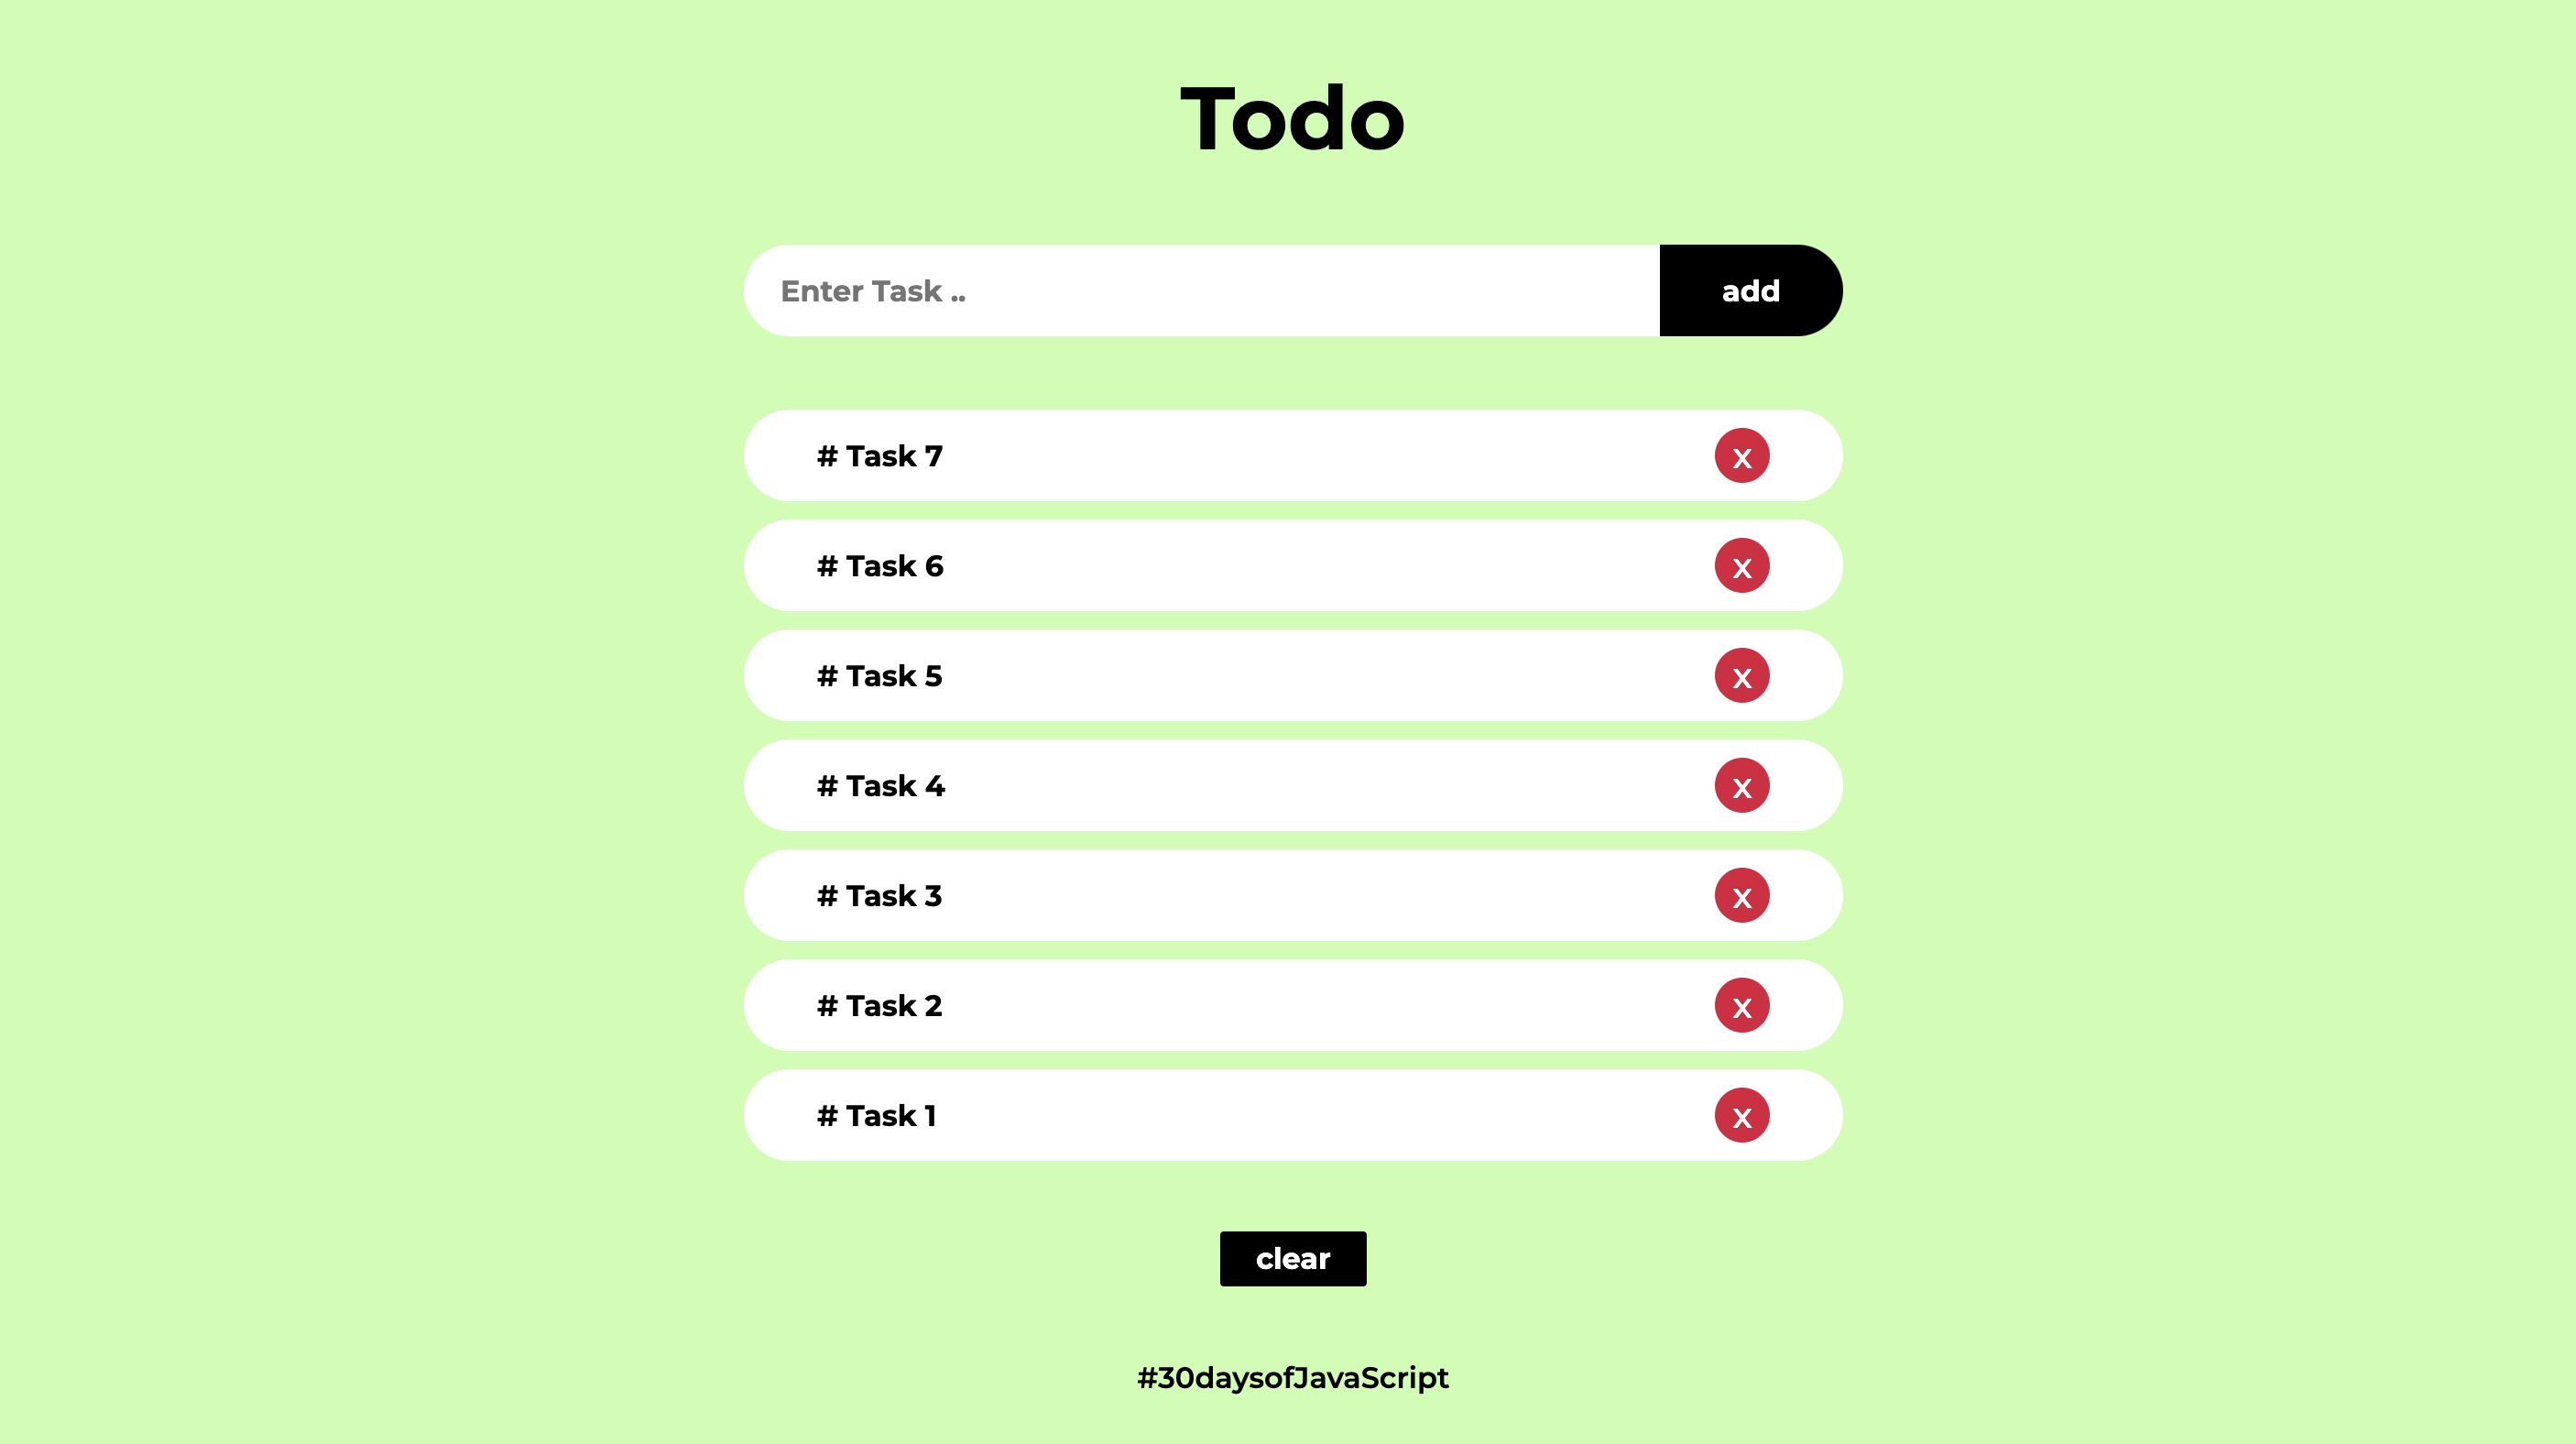 Todo
Enter Task ..
add
# Task 7
x
# Task 6
x
# Task 5
x
# Task 4
x
# Task 3
x
# Task 2
x
# Task 1
x
clear
#30daysofJavaScript